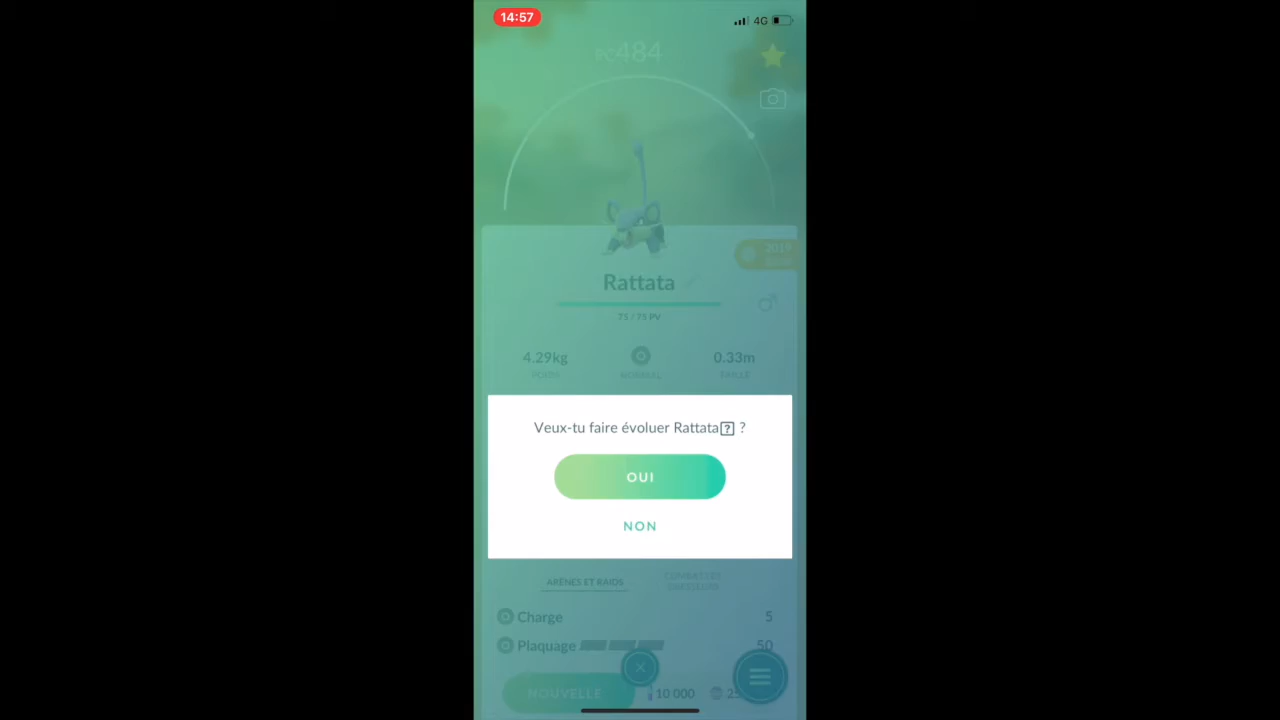 14:57
4G
PC484
2019
Rattata
75 / 75 PV
4.29kg
0.33m
POIDS
NORMAL
TAILLE
Veux-tu faire évoluer Rattata ?
OUI
NON
ARÈNES ET RAIDS
COMBATS DE
DRESSEURS
Charge 5
Plaquage 50
NOUVELLE
10 000